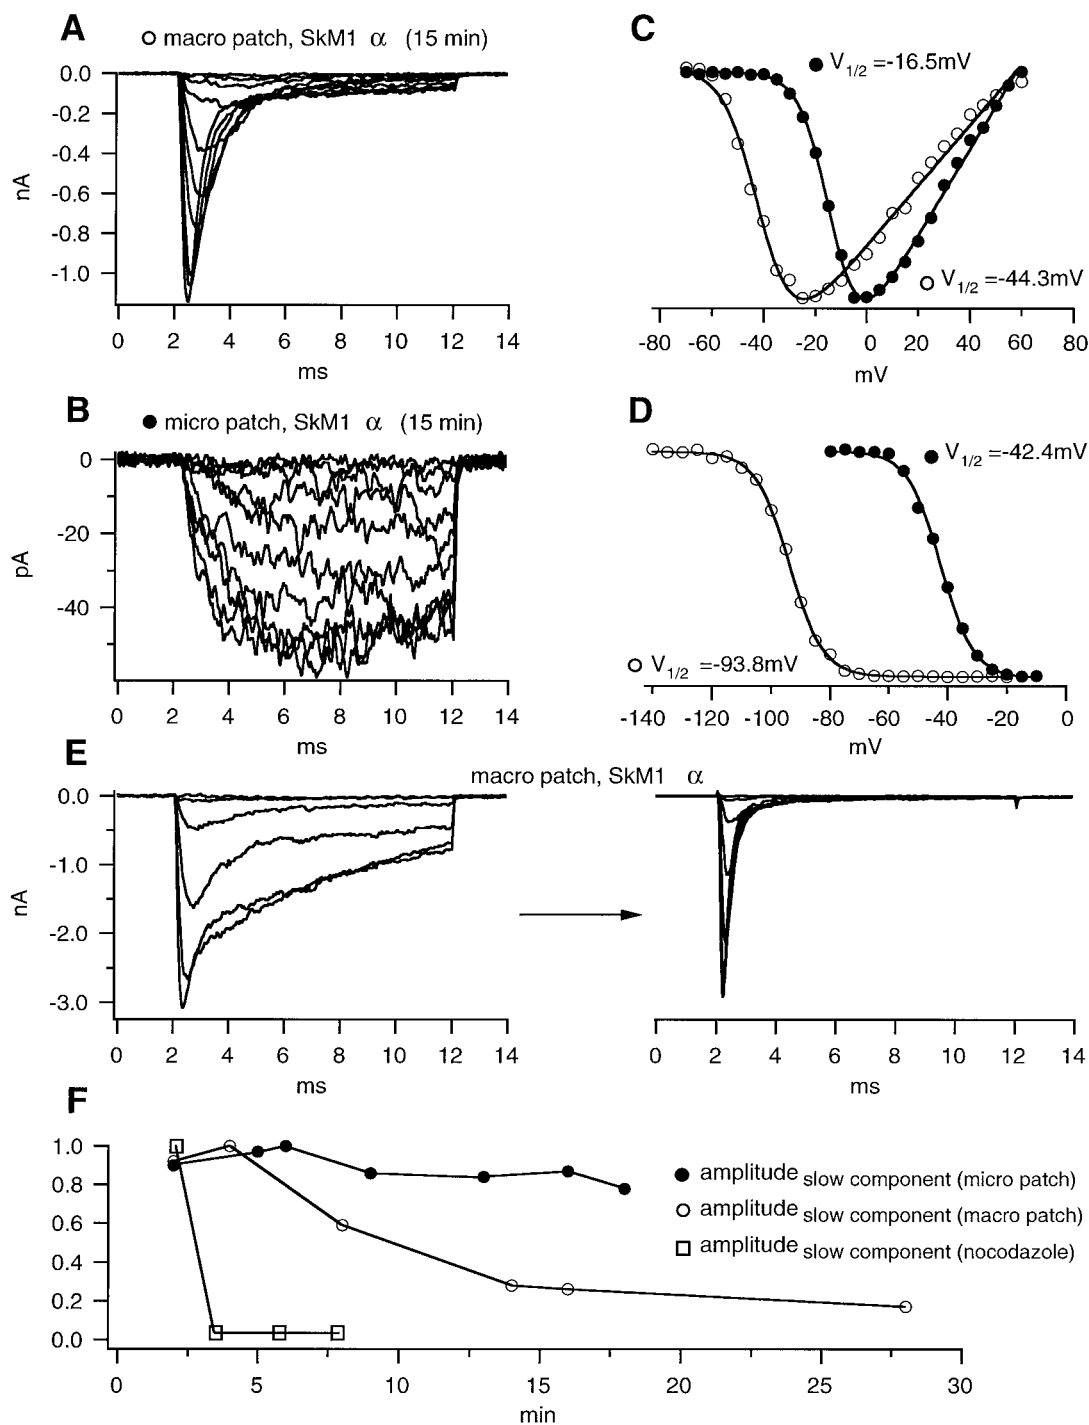 A
○ macro patch, SkM1 α (15 min)
0.0
-0.2
-0.4
-0.6
-0.8
-1.0
nA
0 2 4 6 8 10 12 14
ms
B
● micro patch, SkM1 α (15 min)
0
-20
-40
pA
0 2 4 6 8 10 12 14
ms
C
● V1/2 =-16.5mV
○ V1/2 =-44.3mV
-80 -60 -40 -20 0 20 40 60 80
mV
D
● V1/2 =-42.4mV
○ V1/2 =-93.8mV
-140 -120 -100 -80 -60 -40 -20 0
mV
E
macro patch, SkM1 α
0.0
-1.0
-2.0
-3.0
nA
0 2 4 6 8 10 12 14
ms
0 2 4 6 8 10 12 14
ms
F
1.0
0.8
0.6
0.4
0.2
0.0
● amplitude slow component (micro patch)
○ amplitude slow component (macro patch)
□ amplitude slow component (nocodazole)
0 5 10 15 20 25 30
min